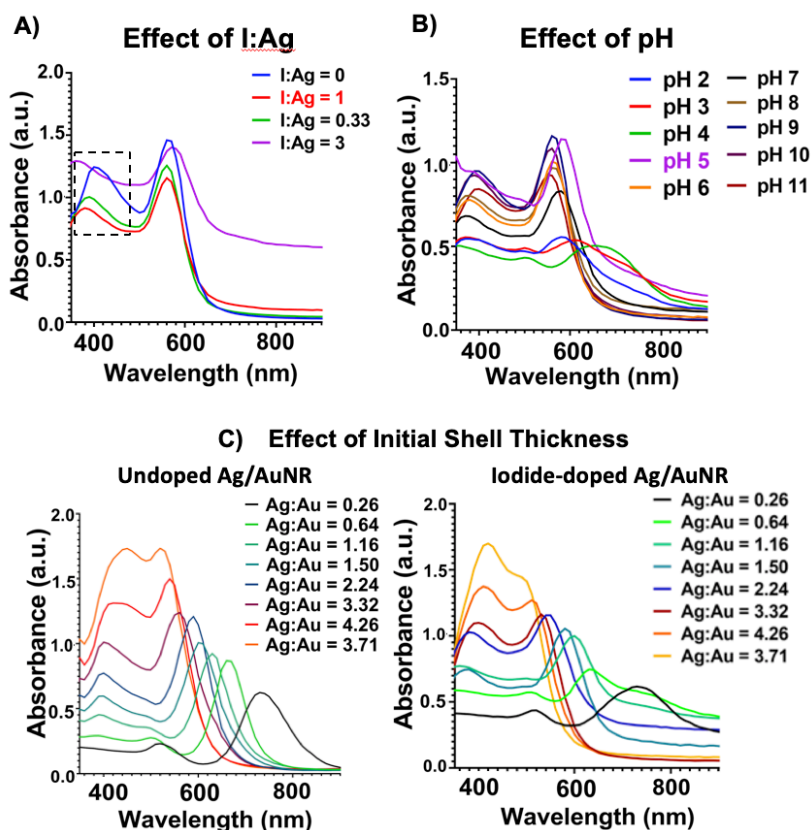 A)
Effect of I:Ag
Absorbance (a.u.)
2.0
1.5
1.0
0.5
0.0
400
600
800
Wavelength (nm)
I:Ag = 0
I:Ag = 1
I:Ag = 0.33
I:Ag = 3
B)
Effect of pH
Absorbance (a.u.)
1.5
1.0
0.5
0.0
400
600
800
Wavelength (nm)
pH 2
pH 3
pH 4
pH 5
pH 6
pH 7
pH 8
pH 9
pH 10
pH 11
C) Effect of Initial Shell Thickness
Undoped Ag/AuNR
Absorbance (a.u.)
2.0
1.5
1.0
0.5
0.0
400
600
800
Wavelength (nm)
Ag:Au = 0.26
Ag:Au = 0.64
Ag:Au = 1.16
Ag:Au = 1.50
Ag:Au = 2.24
Ag:Au = 3.32
Ag:Au = 4.26
Ag:Au = 3.71
Iodide-doped Ag/AuNR
Absorbance (a.u.)
2.0
1.5
1.0
0.5
0.0
400
600
800
Wavelength (nm)
Ag:Au = 0.26
Ag:Au = 0.64
Ag:Au = 1.16
Ag:Au = 1.50
Ag:Au = 2.24
Ag:Au = 3.32
Ag:Au = 4.26
Ag:Au = 3.71